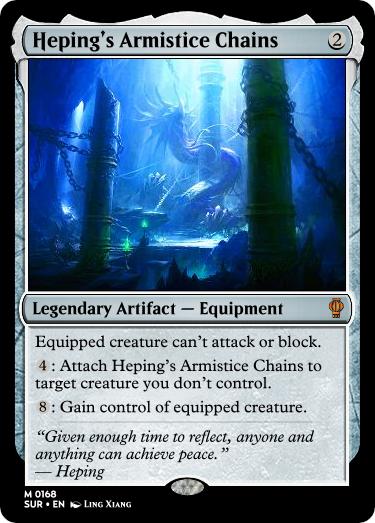 Heping's Armistice Chains 2
Legendary Artifact — Equipment
Equipped creature can't attack or block.
4 : Attach Heping's Armistice Chains to
target creature you don't control.
8 : Gain control of equipped creature.
“Given enough time to reflect, anyone and
anything can achieve peace.”
— Heping
M 0168
SUR • EN Ling Xiang